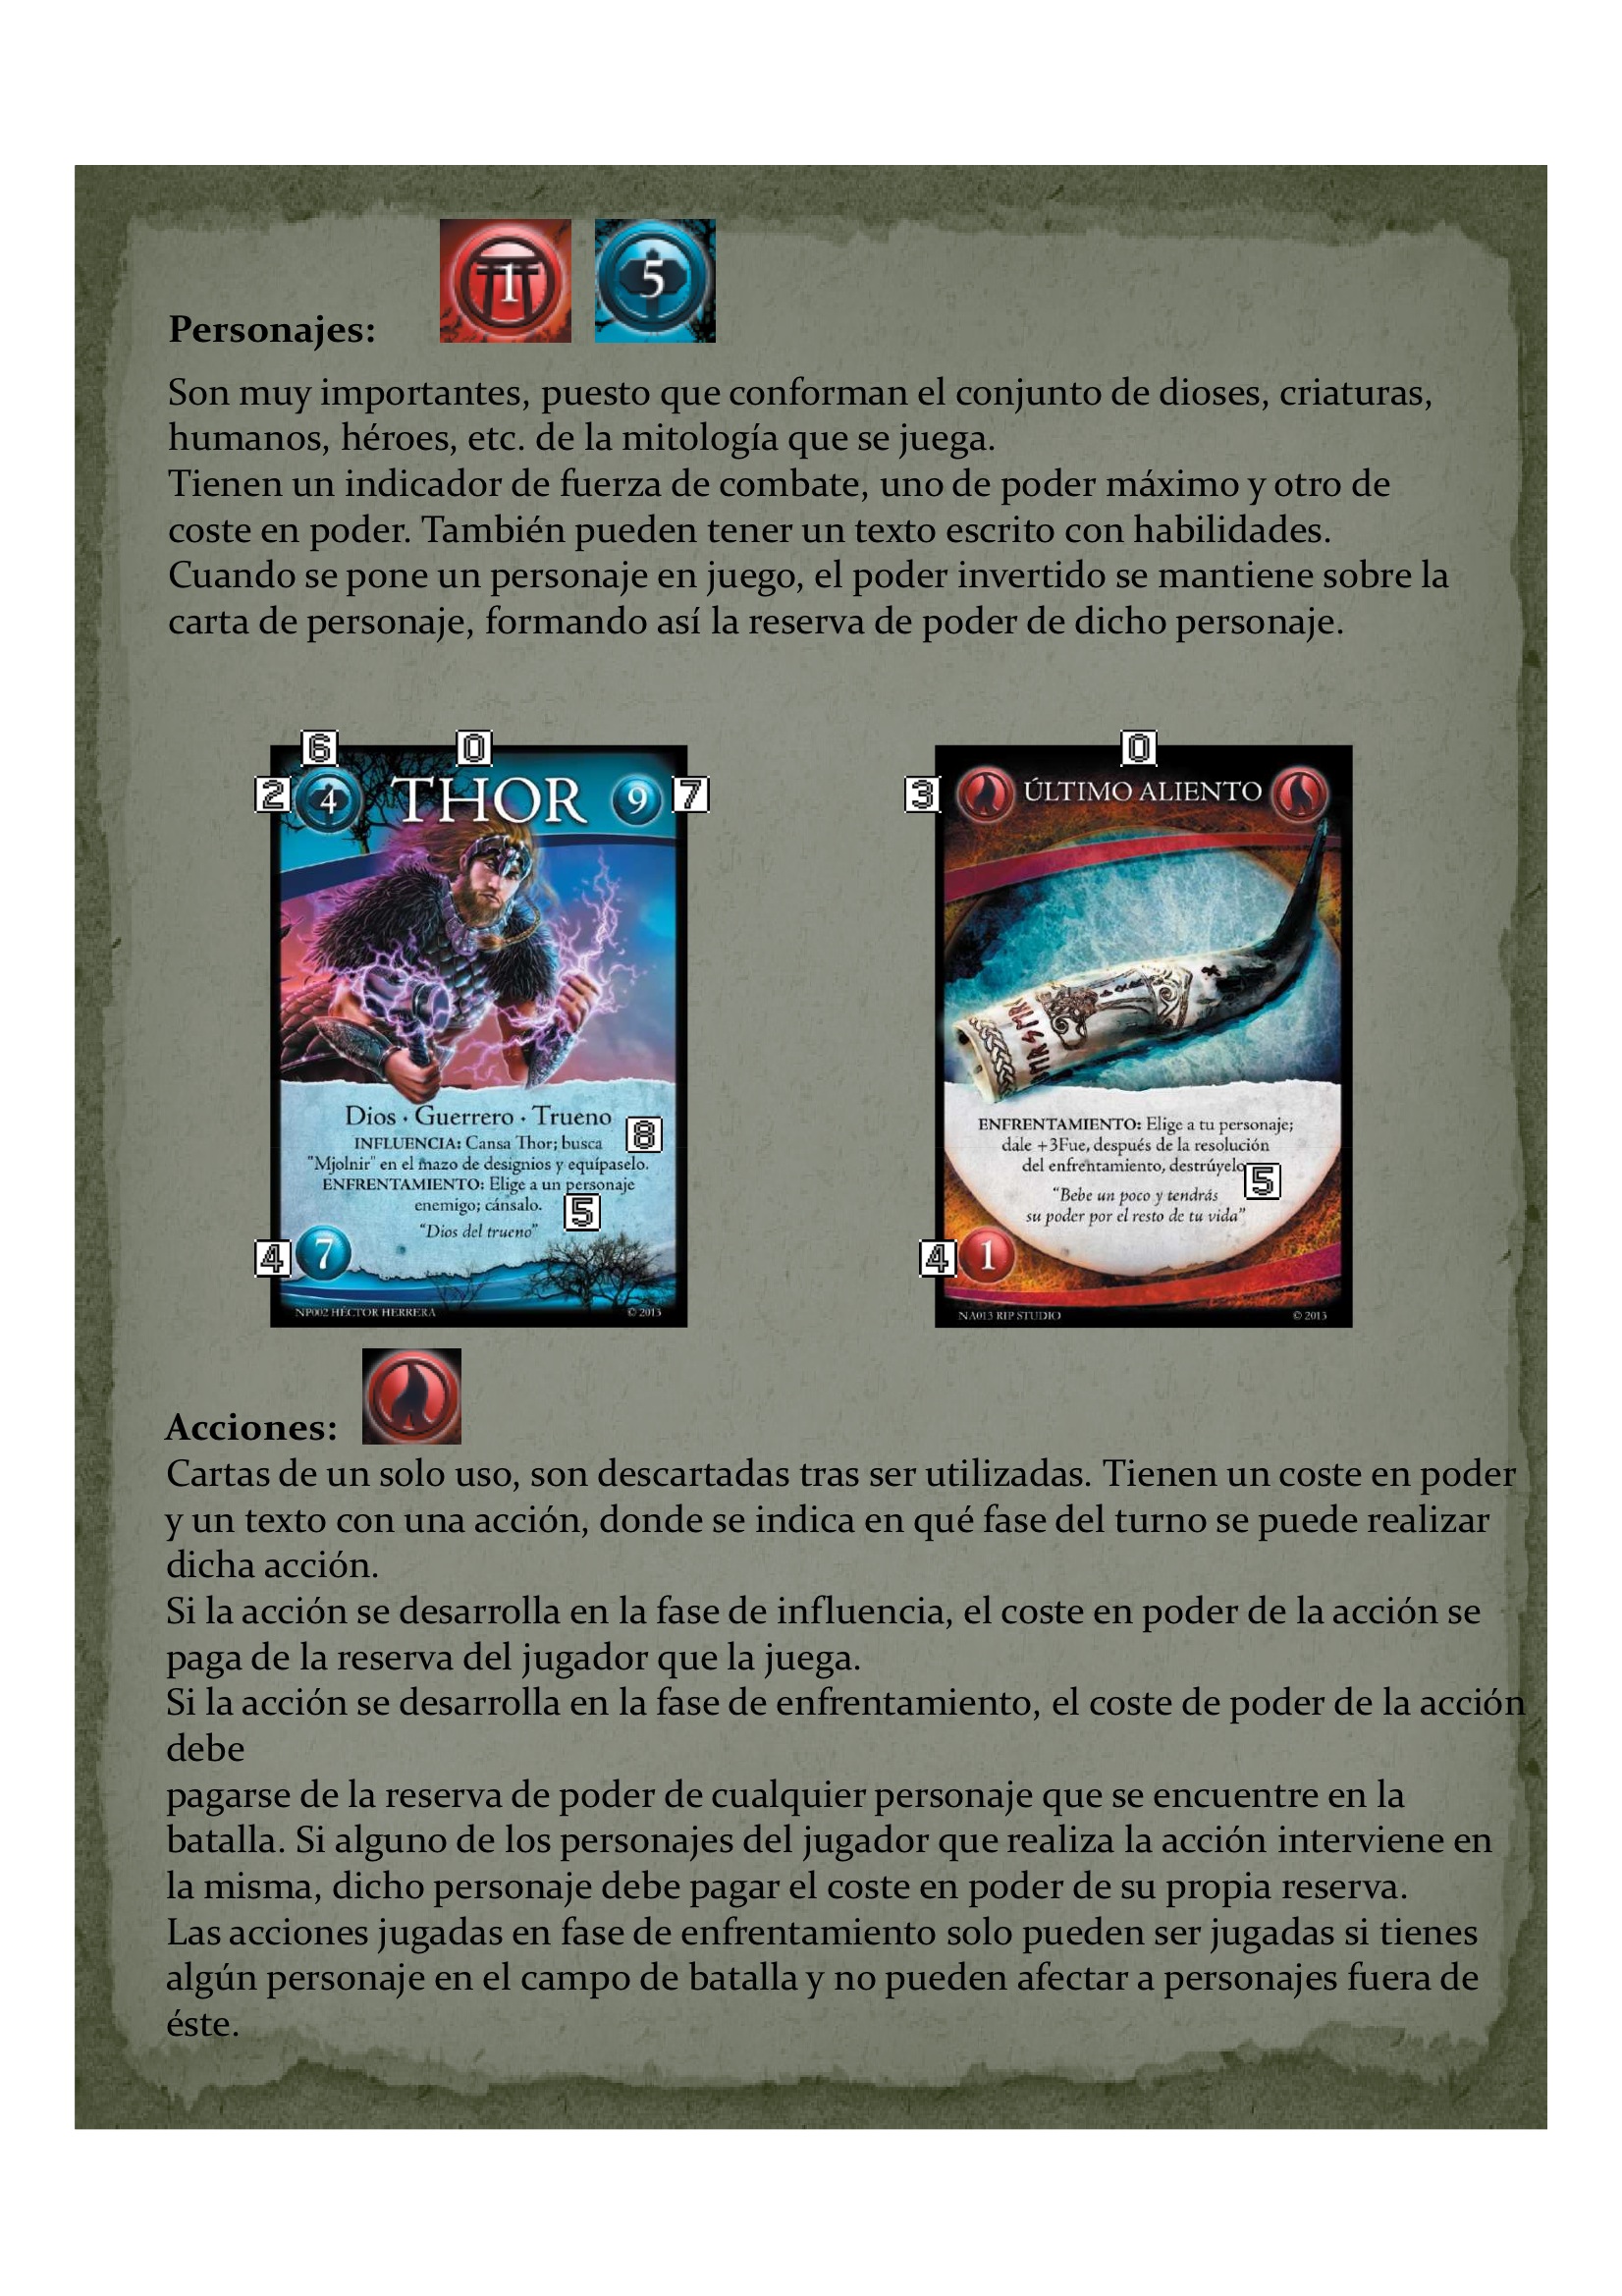 1
5
Personajes:
Son muy importantes, puesto que conforman el conjunto de dioses, criaturas,
humanos, héroes, etc. de la mitología que se juega.
Tienen un indicador de fuerza de combate, uno de poder máximo y otro de
coste en poder. También pueden tener un texto escrito con habilidades.
Cuando se pone un personaje en juego, el poder invertido se mantiene sobre la
carta de personaje, formando así la reserva de poder de dicho personaje.
6
0
2
4
THOR
9
7
Dios · Guerrero · Trueno
8
INFLUENCIA: Cansa Thor; busca
"Mjolnir" en el mazo de designios y equípaselo.
ENFRENTAMIENTO: Elige a un personaje
enemigo; cánsalo.
5
"Dios del trueno"
4
7
NP002 HÉCTOR HERRERA
© 2013
0
3
ÚLTIMO ALIENTO
ENFRENTAMIENTO: Elige a tu personaje;
dale +3Fue, después de la resolución
del enfrentamiento, destrúyelo
5
"Bebe un poco y tendrás
su poder por el resto de tu vida"
4
1
NA013 RIP STUDIO
© 2013
Acciones:
Cartas de un solo uso, son descartadas tras ser utilizadas. Tienen un coste en poder
y un texto con una acción, donde se indica en qué fase del turno se puede realizar
dicha acción.
Si la acción se desarrolla en la fase de influencia, el coste en poder de la acción se
paga de la reserva del jugador que la juega.
Si la acción se desarrolla en la fase de enfrentamiento, el coste de poder de la acción
debe
pagarse de la reserva de poder de cualquier personaje que se encuentre en la
batalla. Si alguno de los personajes del jugador que realiza la acción interviene en
la misma, dicho personaje debe pagar el coste en poder de su propia reserva.
Las acciones jugadas en fase de enfrentamiento solo pueden ser jugadas si tienes
algún personaje en el campo de batalla y no pueden afectar a personajes fuera de
éste.